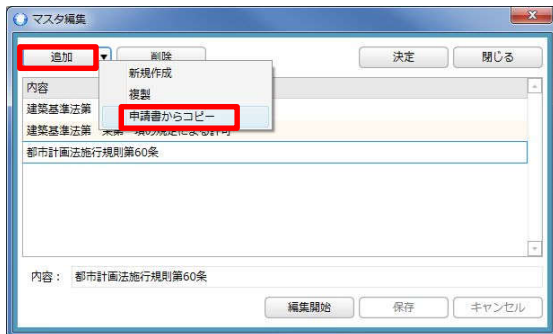 マスタ編集
追加 ▼ 削除 決定 閉じる
新規作成
複製
申請書からコピー
内容
建築基準法第
建築基準法第 条第 項の規定による許可
都市計画法施行規則第60条
内容： 都市計画法施行規則第60条
編集開始 保存 キャンセル